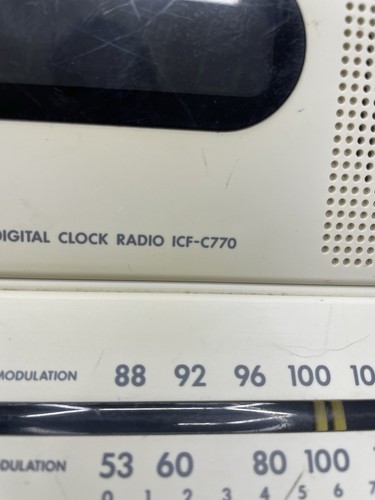 DIGITAL CLOCK RADIO ICF-C770
MODULATION 88 92 96 100 10
DULATION 53 60 80 100
0 1 2 3 4 5 6 7